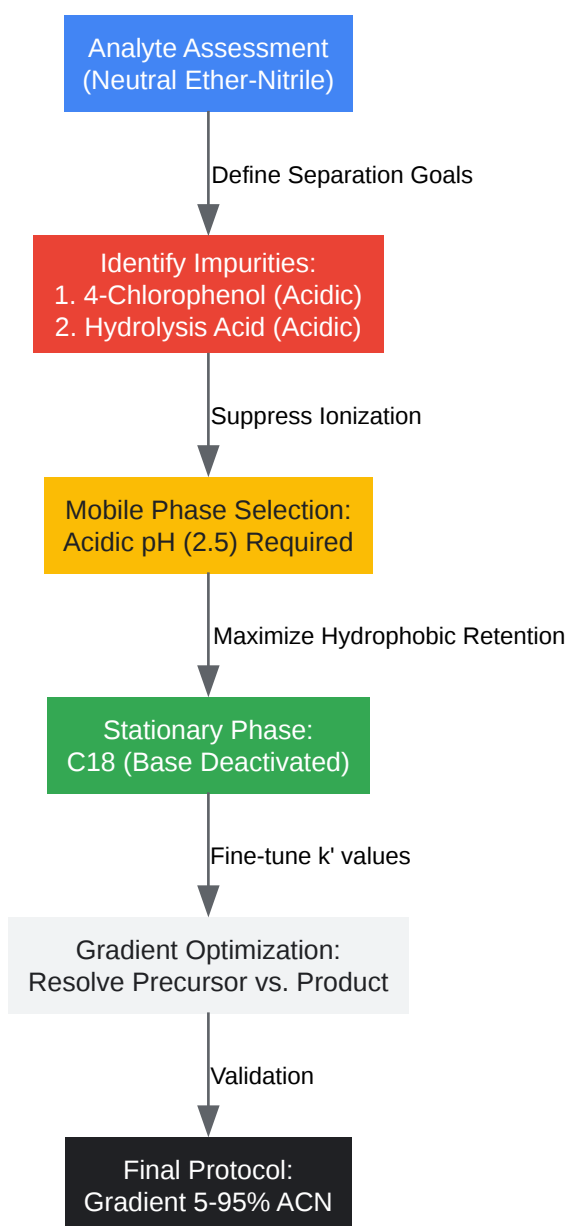 Analyte Assessment
(Neutral Ether-Nitrile)
Define Separation Goals
Identify Impurities:
1. 4-Chlorophenol (Acidic)
2. Hydrolysis Acid (Acidic)
Suppress Ionization
Mobile Phase Selection:
Acidic pH (2.5) Required
Maximize Hydrophobic Retention
Stationary Phase:
C18 (Base Deactivated)
Fine-tune k' values
Gradient Optimization:
Resolve Precursor vs. Product
Validation
Final Protocol:
Gradient 5-95% ACN